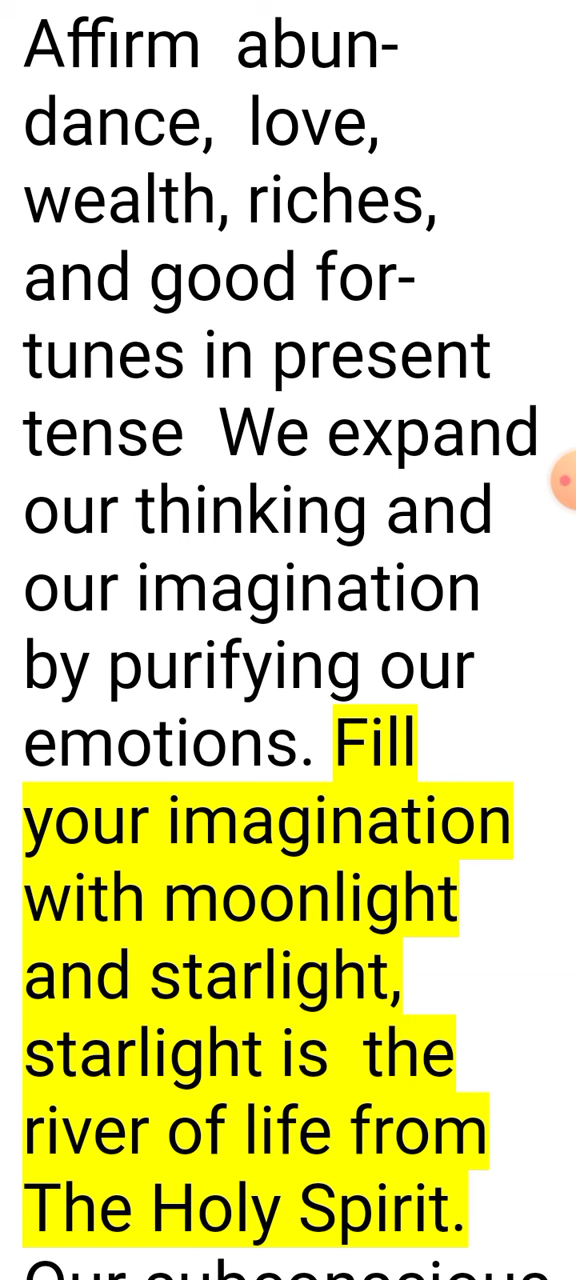 Affirm  abun-
dance,  love,
wealth, riches,
and good for-
tunes in present
tense  We expand
our thinking and
our imagination
by purifying our
emotions. Fill
your imagination
with moonlight
and starlight,
starlight is  the
river of life from
The Holy Spirit.
Our subconscious